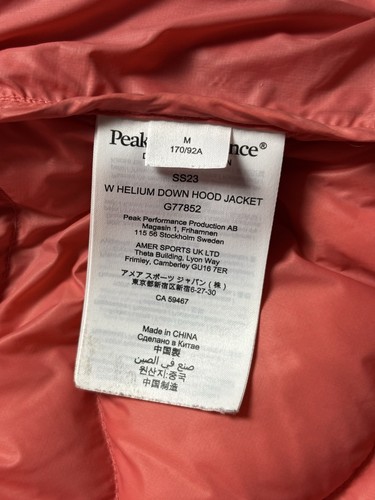 Peak
M
170/92A
ance®
D
N
SS23
W HELIUM DOWN HOOD JACKET
G77852
Peak Performance Production AB
Magasin 1, Frihamnen
115 56 Stockholm Sweden
AMER SPORTS UK LTD
Theta Building, Lyon Way
Frimley, Camberley GU16 7ER
アメア スポーツ ジャパン (株)
東京都新宿区新宿6-27-30
CA 59467
Made in CHINA
Сделано в Китае
中国製
صنع في الصين
원산지:중국
中国制造